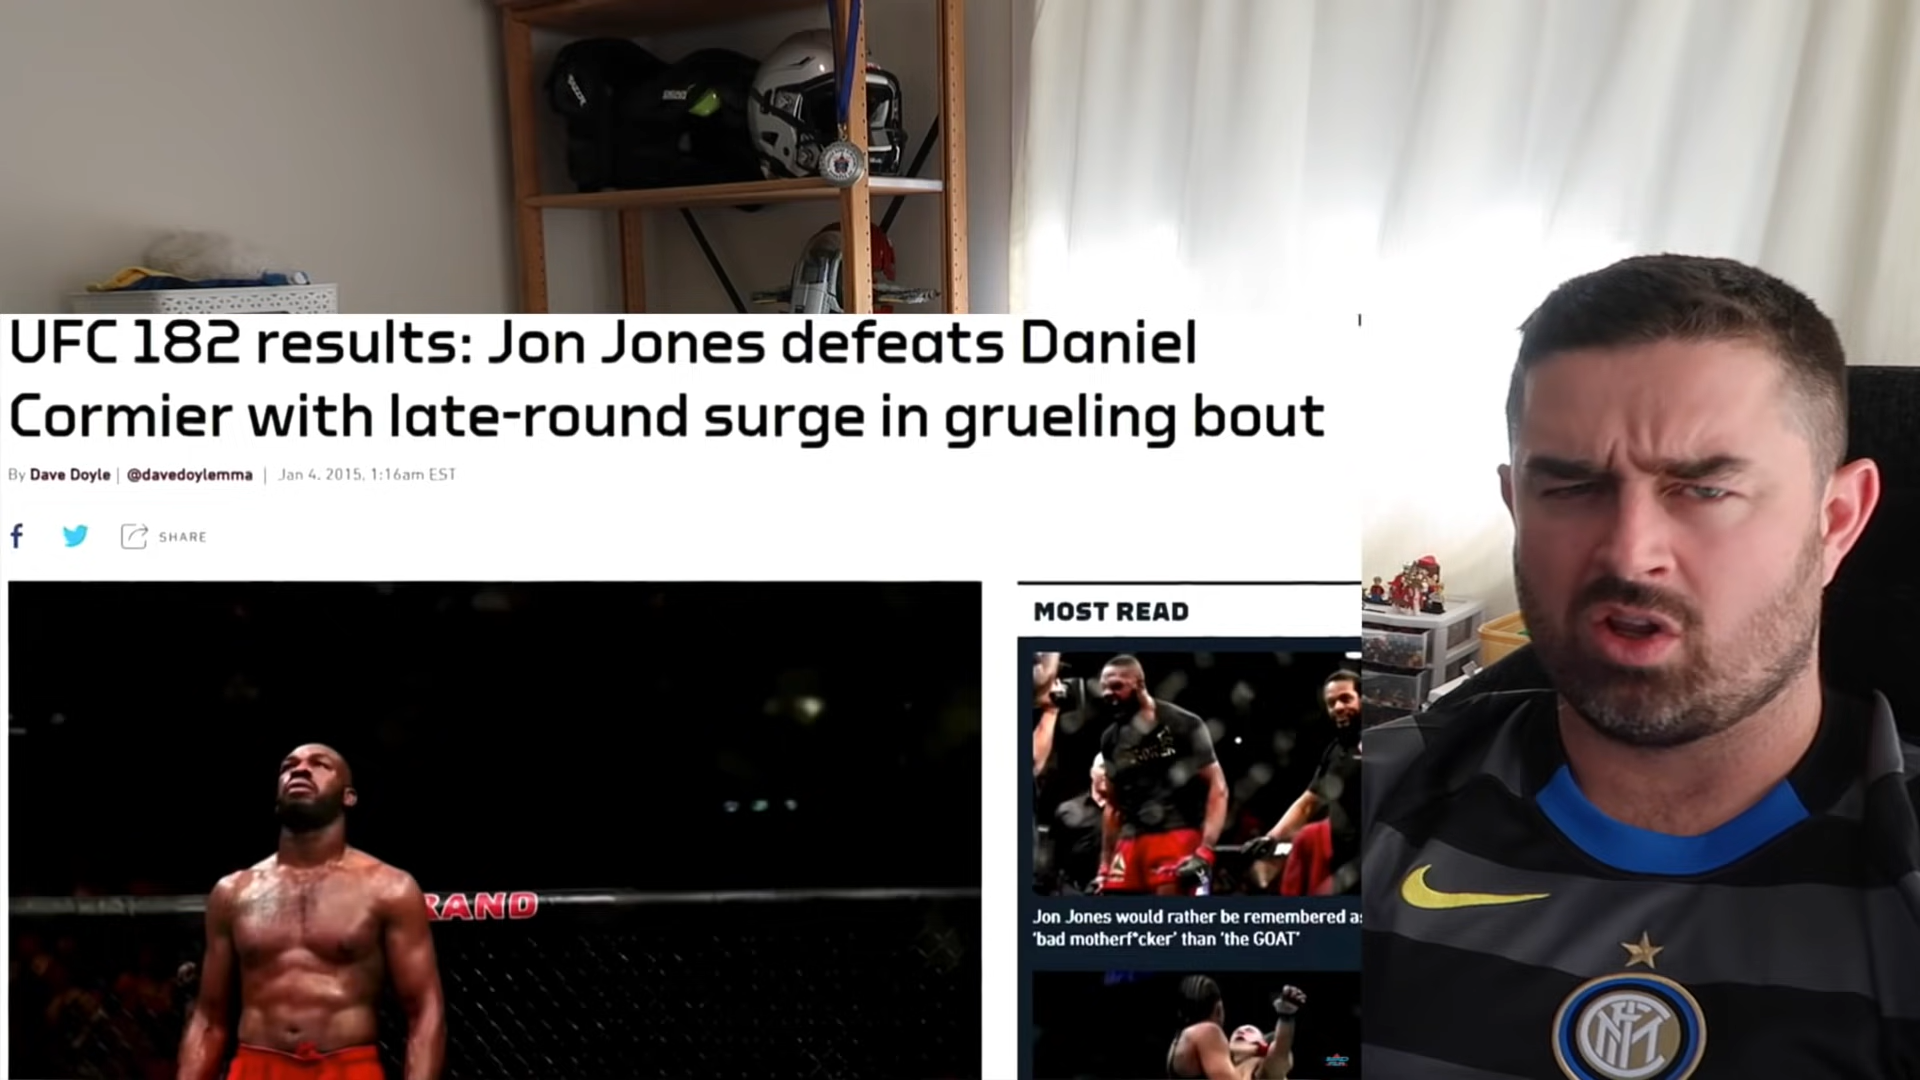 UFC 182 results: Jon Jones defeats Daniel
Cormier with late-round surge in grueling bout
By Dave Doyle | @davedoylemma | Jan 4, 2015, 1:16am EST
SHARE
RAND
MOST READ
Jon Jones would rather be remembered as
'bad motherf*cker' than 'the GOAT'